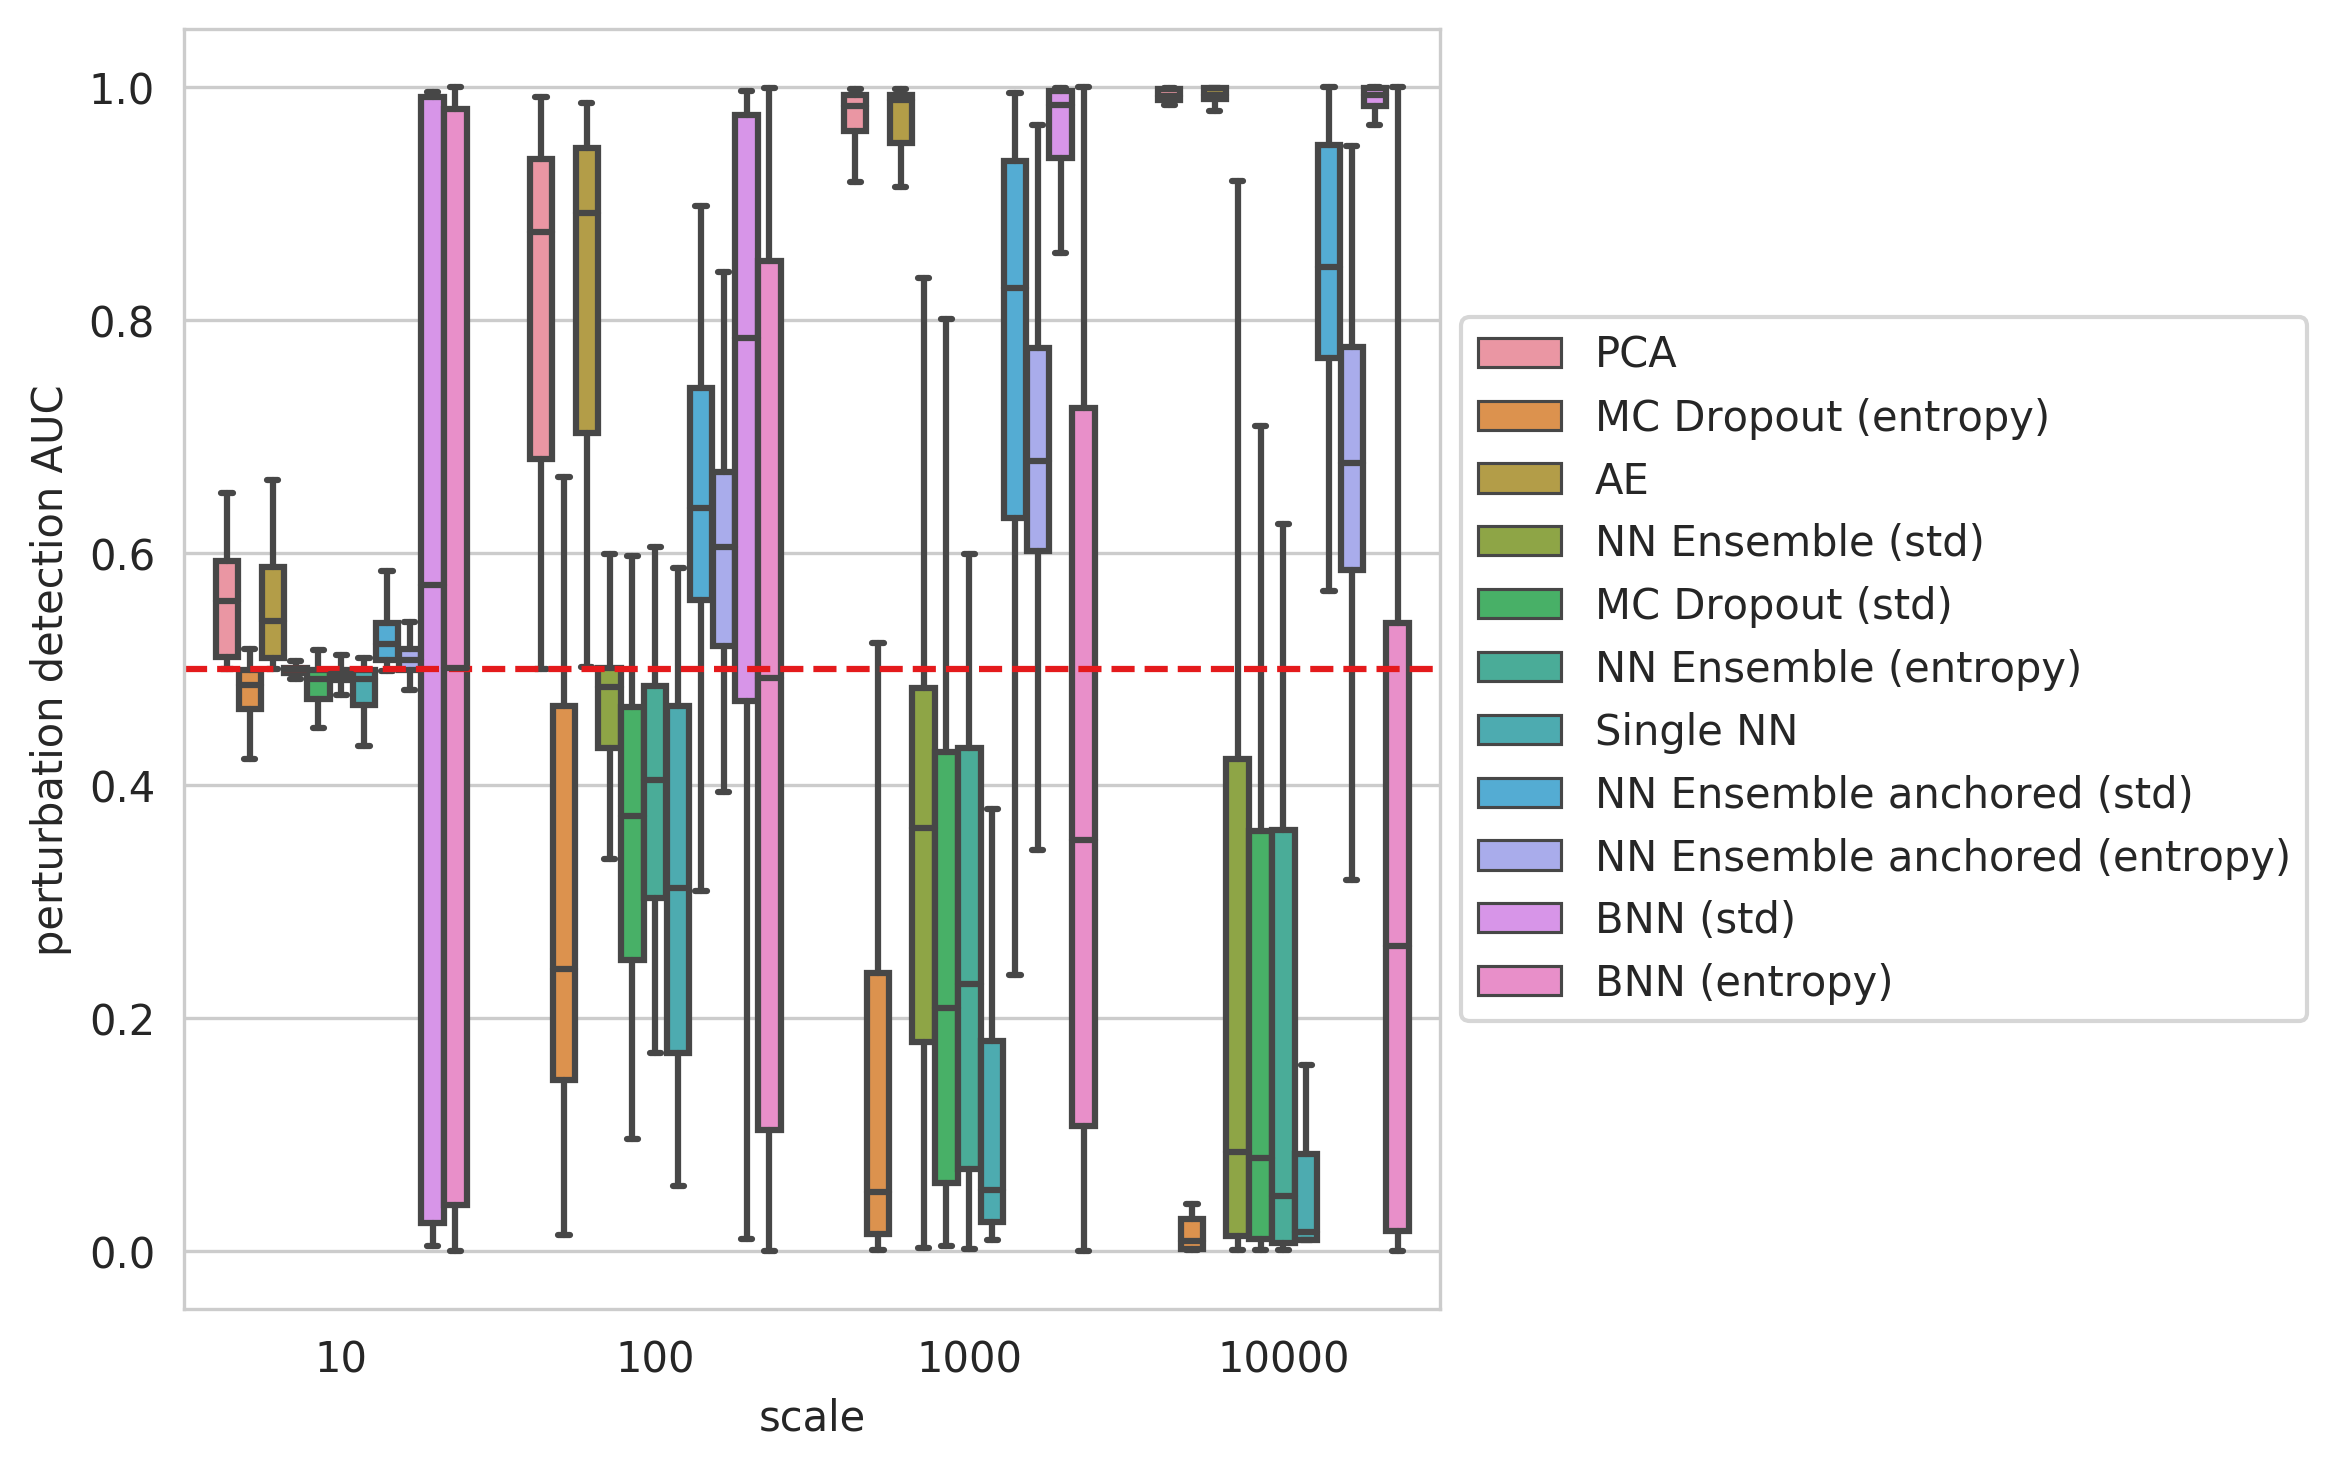 perturbation detection AUC
1.0
0.8
0.6
0.4
0.2
0.0
10 100 1000 10000
scale
PCA
MC Dropout (entropy)
AE
NN Ensemble (std)
MC Dropout (std)
NN Ensemble (entropy)
Single NN
NN Ensemble anchored (std)
NN Ensemble anchored (entropy)
BNN (std)
BNN (entropy)